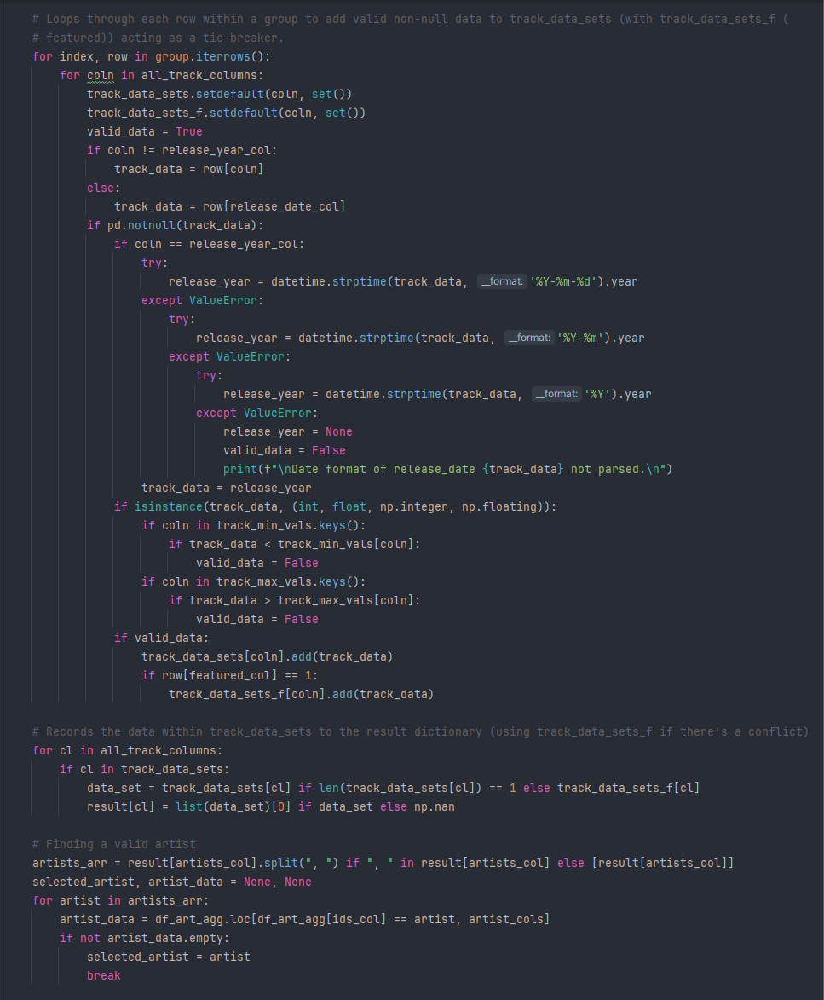 # Loops through each row within a group to add valid non-null data to track_data_sets (with track_data_sets_f (
# featured)) acting as a tie-breaker.
for index, row in group.iterrows():
    for coln in all_track_columns:
        track_data_sets.setdefault(coln, set())
        track_data_sets_f.setdefault(coln, set())
        valid_data = True
        if coln != release_year_col:
            track_data = row[coln]
        else:
            track_data = row[release_date_col]
        if pd.notnull(track_data):
            if coln == release_year_col:
                try:
                    release_year = datetime.strptime(track_data, __format: '%Y-%m-%d').year
                except ValueError:
                    try:
                        release_year = datetime.strptime(track_data, __format: '%Y-%m').year
                    except ValueError:
                        try:
                            release_year = datetime.strptime(track_data, __format: '%Y').year
                        except ValueError:
                            release_year = None
                            valid_data = False
                            print(f"\nDate format of release_date {track_data} not parsed.\n")
                track_data = release_year
            if isinstance(track_data, (int, float, np.integer, np.floating)):
                if coln in track_min_vals.keys():
                    if track_data < track_min_vals[coln]:
                        valid_data = False
                if coln in track_max_vals.keys():
                    if track_data > track_max_vals[coln]:
                        valid_data = False
            if valid_data:
                track_data_sets[coln].add(track_data)
                if row[featured_col] == 1:
                    track_data_sets_f[coln].add(track_data)

# Records the data within track_data_sets to the result dictionary (using track_data_sets_f if there's a conflict)
for cl in all_track_columns:
    if cl in track_data_sets:
        data_set = track_data_sets[cl] if len(track_data_sets[cl]) == 1 else track_data_sets_f[cl]
        result[cl] = list(data_set)[0] if data_set else np.nan

# Finding a valid artist
artists_arr = result[artists_col].split(", ") if ", " in result[artists_col] else [result[artists_col]]
selected_artist, artist_data = None, None
for artist in artists_arr:
    artist_data = df_art_agg.loc[df_art_agg[ids_col] == artist, artist_cols]
    if not artist_data.empty:
        selected_artist = artist
        break